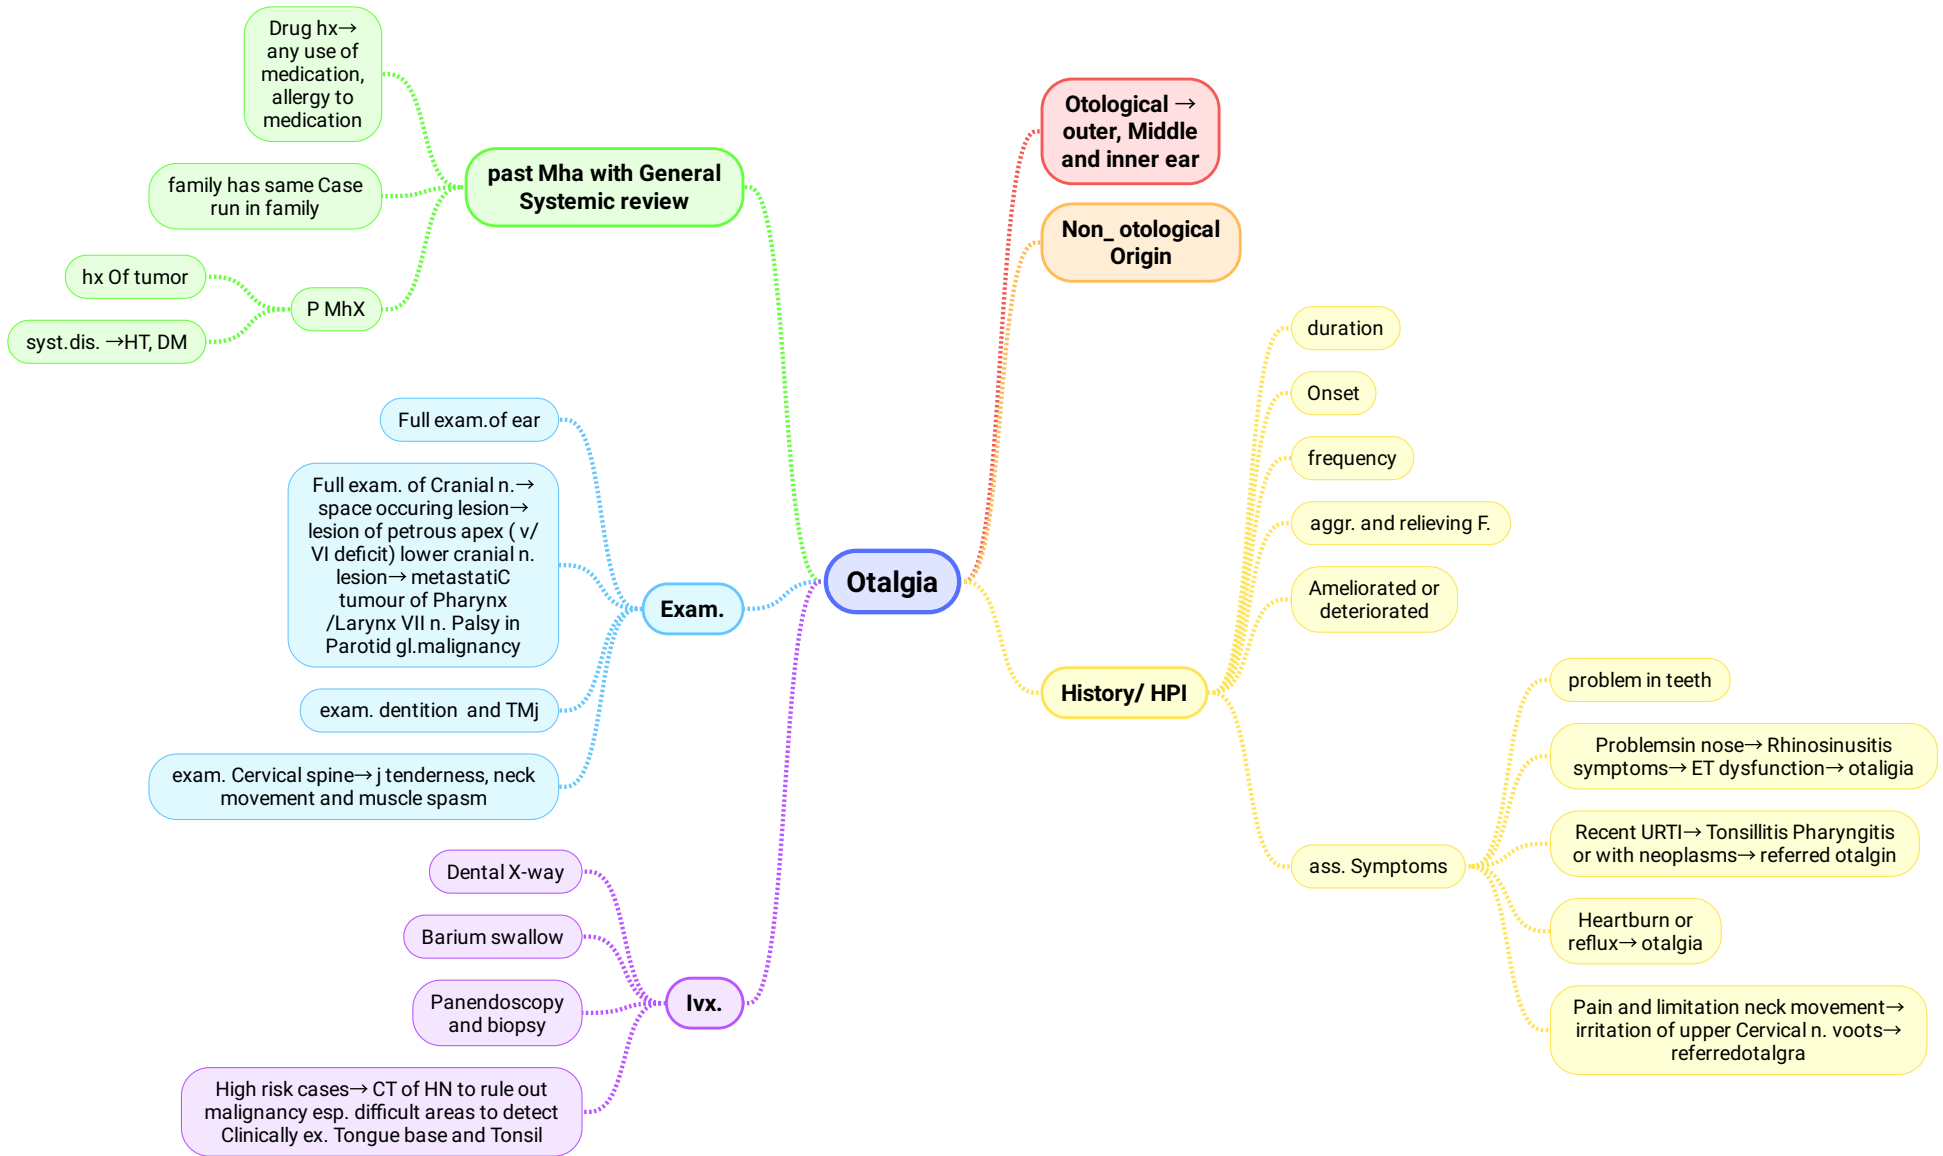 Drug hx→
any use of
medication,
allergy to
medication
family has same Case
run in family
hx Of tumor
syst.dis. →HT, DM
P MhX
past Mha with General
Systemic review
Full exam.of ear
Full exam. of Cranial n.→
space occuring lesion→
lesion of petrous apex ( v/
VI deficit) lower cranial n.
lesion→ metastatiC
tumour of Pharynx
/Larynx VII n. Palsy in
Parotid gl.malignancy
exam. dentition  and TMj
exam. Cervical spine→ j tenderness, neck
movement and muscle spasm
Exam.
Dental X-way
Barium swallow
Panendoscopy
and biopsy
High risk cases→ CT of HN to rule out
malignancy esp. difficult areas to detect
Clinically ex. Tongue base and Tonsil
Ivx.
Otalgia
Otological →
outer, Middle
and inner ear
Non_ otological
Origin
History/ HPI
duration
Onset
frequency
aggr. and relieving F.
Ameliorated or
deteriorated
ass. Symptoms
problem in teeth
Problemsin nose→ Rhinosinusitis
symptoms→ ET dysfunction→ otaligia
Recent URTI→ Tonsillitis Pharyngitis
or with neoplasms→ referred otalgin
Heartburn or
reflux→ otalgia
Pain and limitation neck movement→
irritation of upper Cervical n. voots→
referredotalgra